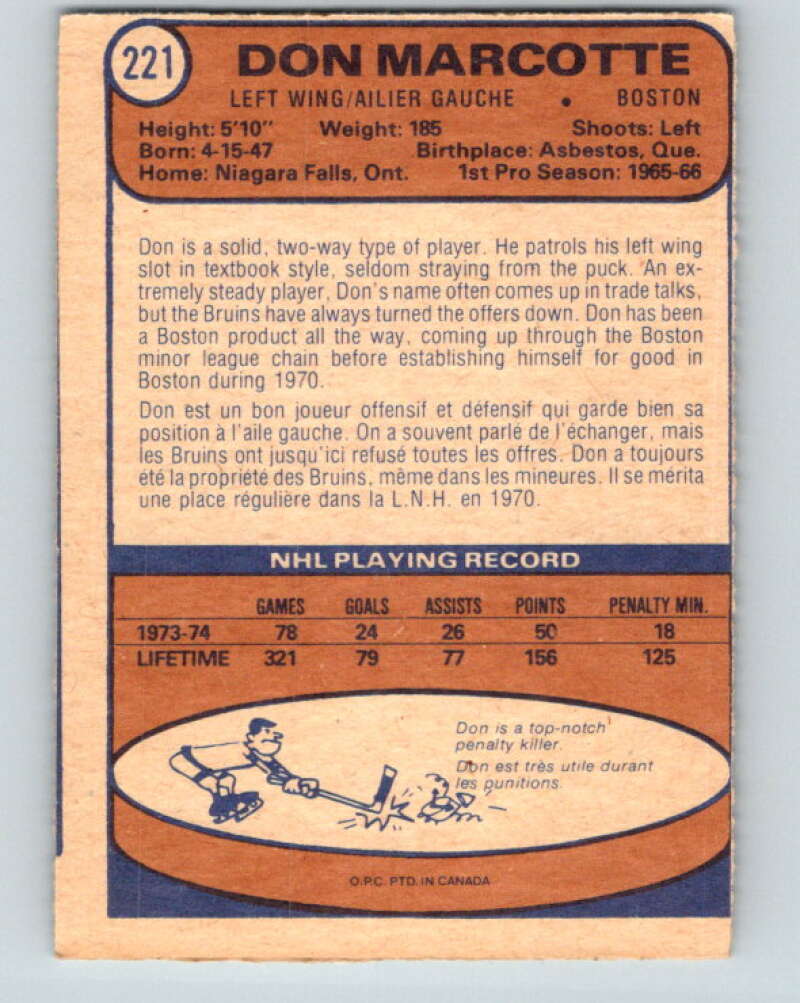 221
DON MARCOTTE
LEFT WING/AILIER GAUCHE • BOSTON
Height: 5'10" Weight: 185 Shoots: Left
Born: 4-15-47 Birthplace: Asbestos, Que.
Home: Niagara Falls, Ont. 1st Pro Season: 1965-66
Don is a solid, two-way type of player. He patrols his left wing
slot in textbook style, seldom straying from the puck. An ex-
tremely steady player, Don's name often comes up in trade talks,
but the Bruins have always turned the offers down. Don has been
a Boston product all the way, coming up through the Boston
minor league chain before establishing himself for good in
Boston during 1970.
Don est un bon joueur offensif et défensif qui garde bien sa
position à l'aile gauche. On a souvent parlé de l'échanger, mais
les Bruins ont jusqu'ici refusé toutes les offres. Don a toujours
été la propriété des Bruins, même dans les mineures. Il se mérita
une place régulière dans la L.N.H. en 1970.
NHL PLAYING RECORD
GAMES GOALS ASSISTS POINTS PENALTY MIN.
1973-74 78 24 26 50 18
LIFETIME 321 79 77 156 125
Don is a top-notch
penalty killer.
Don est très utile durant
les punitions.
O.P.C. PTD. IN CANADA